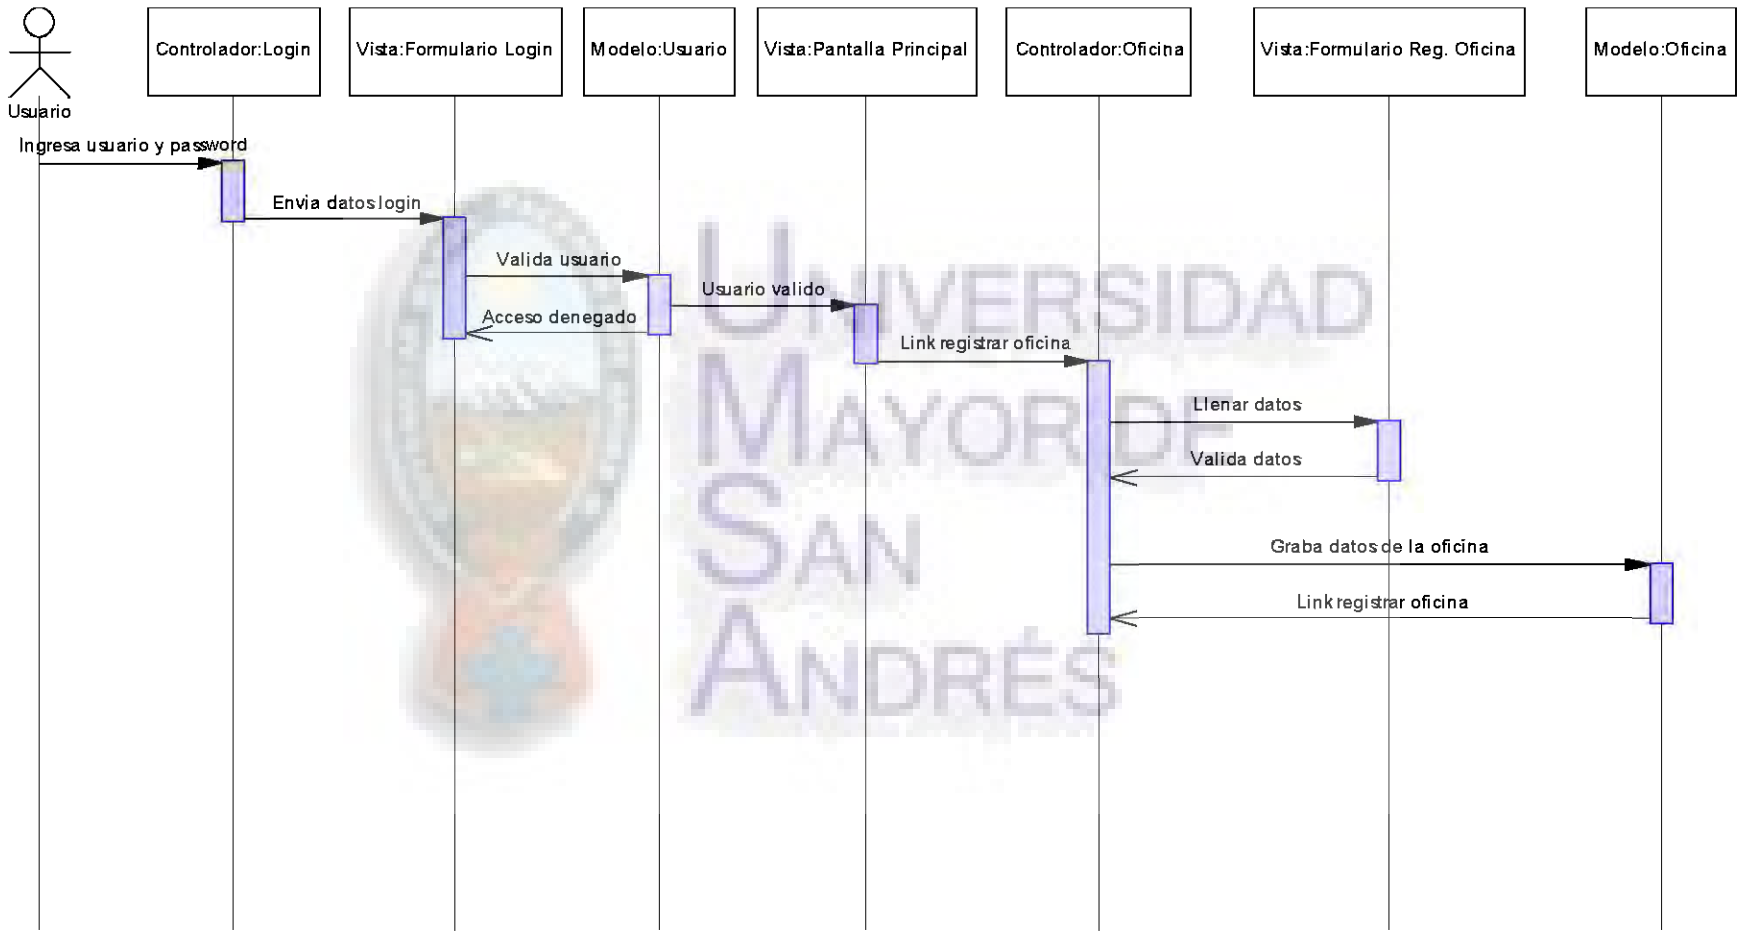 Controlador:Login
Vista:Formulario Login
Modelo:Usuario
Vista:Pantalla Principal
Controlador:Oficina
Vista:Formulario Reg. Oficina
Modelo:Oficina
Usuario
Ingresa usuario y password
Envia datos login
Valida usuario
Usuario valido
Acceso denegado
Link registrar oficina
Llenar datos
Valida datos
Graba datos de la oficina
Link registrar oficina
UNIVERSIDAD
MAYOR DE
SAN
ANDRÉS